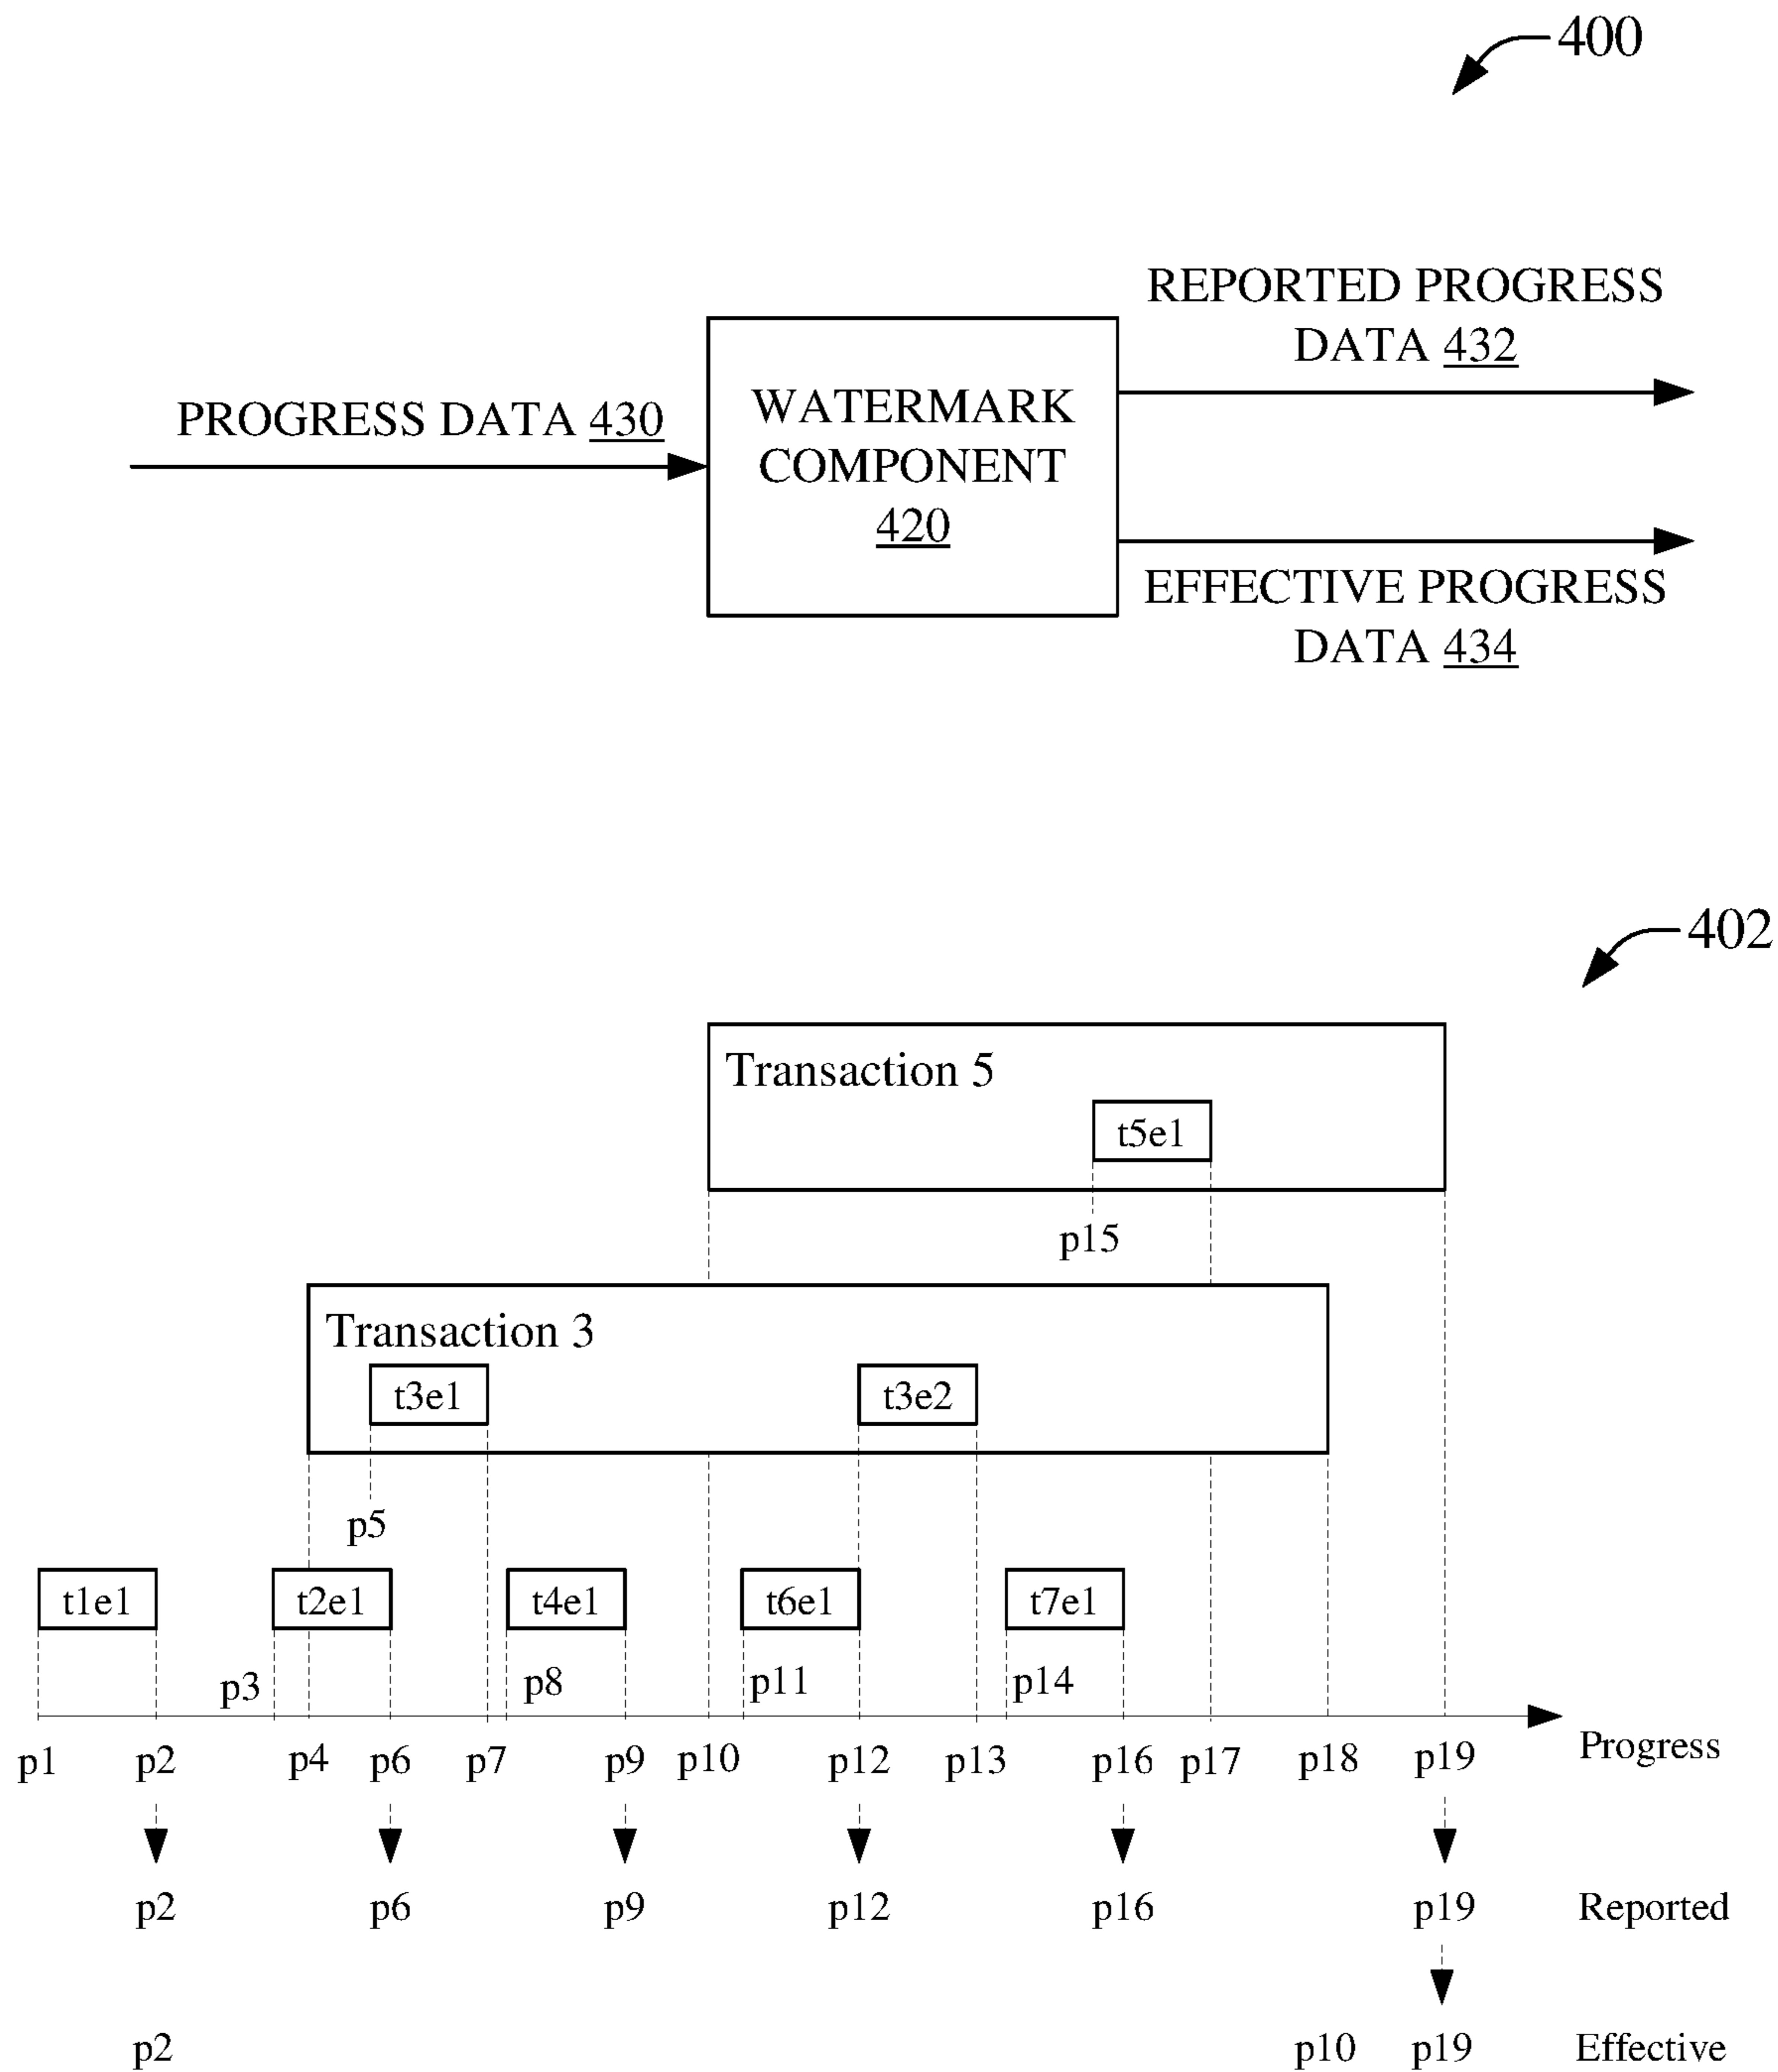 400
REPORTED PROGRESS
DATA 432
PROGRESS DATA 430
WATERMARK
COMPONENT
420
EFFECTIVE PROGRESS
DATA 434
402
Transaction 5
t5e1
p15
Transaction 3
t3e1 t3e2
p5
t1e1 t2e1 t4e1 t6e1 t7e1
p3 p8 p11 p14
p1 p2 p4 p6 p7 p9 p10 p12 p13 p16 p17 p18 p19 Progress
p2 p6 p9 p12 p16 p19 Reported
p2 p10 p19 Effective